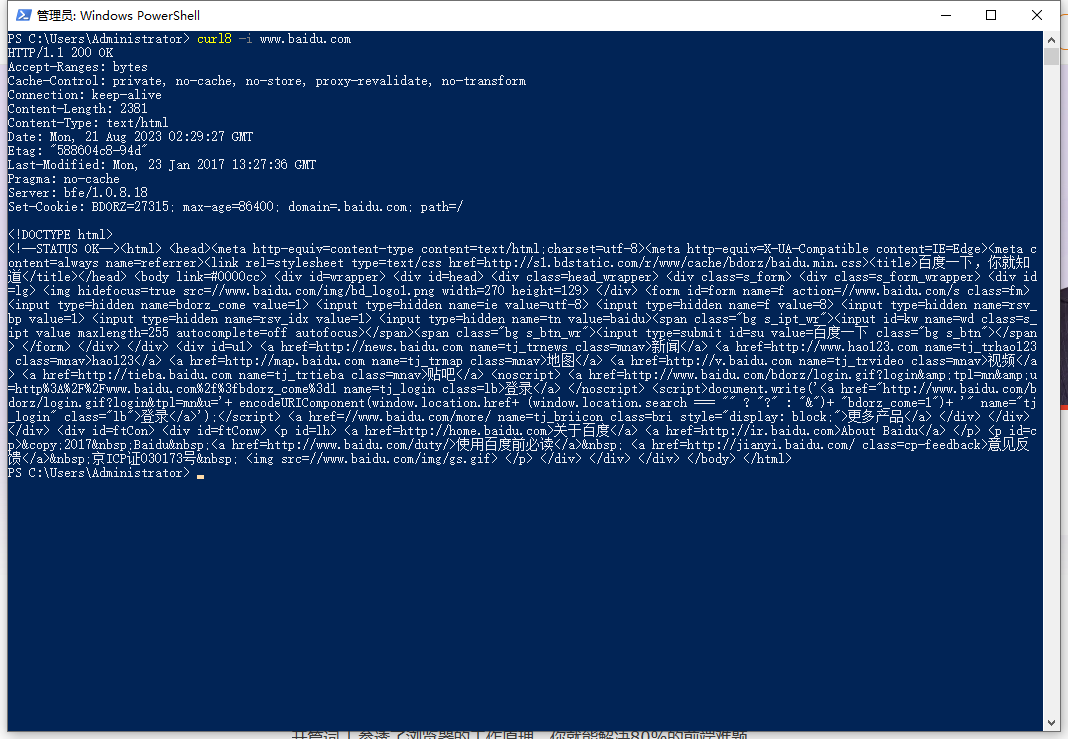 管理员: Windows PowerShell
PS C:\Users\Administrator> curl8 -i www.baidu.com
HTTP/1.1 200 OK
Accept-Ranges: bytes
Cache-Control: private, no-cache, no-store, proxy-revalidate, no-transform
Connection: keep-alive
Content-Length: 2381
Content-Type: text/html
Date: Mon, 21 Aug 2023 02:29:27 GMT
Etag: "588604c8-94d"
Last-Modified: Mon, 23 Jan 2017 13:27:36 GMT
Pragma: no-cache
Server: bfe/1.0.8.18
Set-Cookie: BDORZ=27315; max-age=86400; domain=.baidu.com; path=/
<!DOCTYPE html>
<!--STATUS OK--><html> <head><meta http-equiv=content-type content=text/html;charset=utf-8><meta http-equiv=X-UA-Compatible content=IE=Edge><meta c
ontent=always name=referrer><link rel=stylesheet type=text/css href=http://s1.bdstatic.com/r/www/cache/bdorz/baidu.min.css><title>百度一下，你就知
道</title></head> <body link=#0000cc> <div id=wrapper> <div id=head> <div class=head_wrapper> <div class=s_form> <div class=s_form_wrapper> <div id
=lg> <img hidefocus=true src=//www.baidu.com/img/bd_logo1.png width=270 height=129> </div> <form id=form name=f action=//www.baidu.com/s class=fm>
<input type=hidden name=bdorz_come value=1> <input type=hidden name=ie value=utf-8> <input type=hidden name=f value=8> <input type=hidden name=rsv_
bp value=1> <input type=hidden name=rsv_idx value=1> <input type=hidden name=tn value=baidu><span class="bg s_ipt_wr"><input id=kw name=wd class=s_
ipt value maxlength=255 autocomplete=off autofocus></span><span class="bg s_btn_wr"><input type=submit id=su value=百度一下 class="bg s_btn"></span
> </form> </div> </div> <div id=u1> <a href=http://news.baidu.com name=tj_trnews class=mnav>新闻</a> <a href=http://www.hao123.com name=tj_trhao123
 class=mnav>hao123</a> <a href=http://map.baidu.com name=tj_trmap class=mnav>地图</a> <a href=http://v.baidu.com name=tj_trvideo class=mnav>视频</a
> <a href=http://tieba.baidu.com name=tj_trtieba class=mnav>贴吧</a> <noscript> <a href=http://www.baidu.com/bdorz/login.gif?login&amp;tpl=mn&amp;u
=http%3A%2F%2Fwww.baidu.com%2f%3fbdorz_come%3d1 name=tj_login class=lb>登录</a> </noscript> <script>document.write('<a href="http://www.baidu.com/b
dorz/login.gif?login&tpl=mn&u='+ encodeURIComponent(window.location.href+ (window.location.search === "" ? "?" : "&")+ "bdorz_come=1")+ '" name="tj
_login" class="lb">登录</a>');</script> <a href=//www.baidu.com/more/ name=tj_briicon class=bri style="display: block;">更多产品</a> </div> </div>
</div> <div id=ftCon> <div id=ftConw> <p id=lh> <a href=http://home.baidu.com>关于百度</a> <a href=http://ir.baidu.com>About Baidu</a> </p> <p id=c
p>&copy;2017&nbsp;Baidu&nbsp;<a href=http://www.baidu.com/duty/>使用百度前必读</a>&nbsp; <a href=http://jianyi.baidu.com/ class=cp-feedback>意见反
馈</a>&nbsp;京ICP证030173号&nbsp; <img src=//www.baidu.com/img/gs.gif> </p> </div> </div> </div> </body> </html>
PS C:\Users\Administrator>